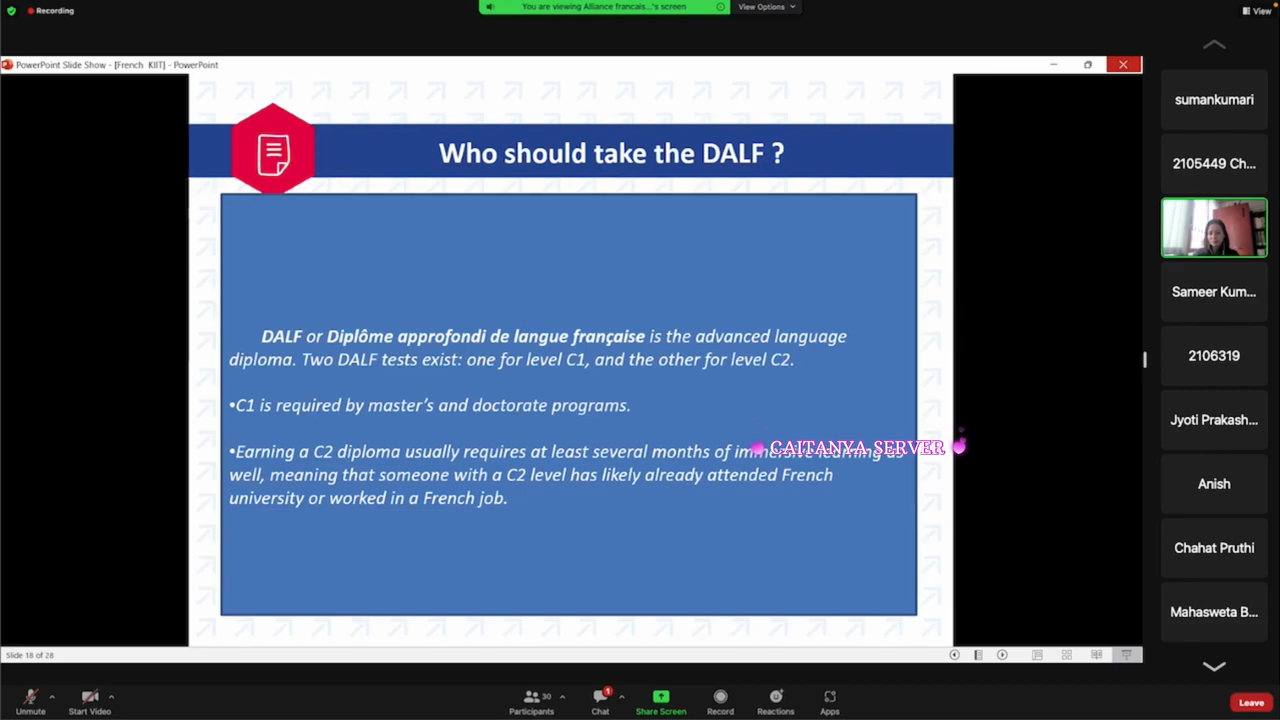 Recording
You are viewing Alliance francais...'s screen
View Options
View
PowerPoint Slide Show - [French KIIT] - PowerPoint
Who should take the DALF ?
DALF or Diplôme approfondi de langue française is the advanced language
diploma. Two DALF tests exist: one for level C1, and the other for level C2.
•C1 is required by master's and doctorate programs.
•Earning a C2 diploma usually requires at least several months of
CAITANYA SERVER
well, meaning that someone with a C2 level has likely already attended French
university or worked in a French job.
sumankumari
2105449 Ch...
Sameer Kum...
2106319
Jyoti Prakash...
Anish
Chahat Pruthi
Mahasweta B...
Slide 18 of 28
Unmute
Start Video
30
Participants
1
Chat
Share Screen
Record
Reactions
Apps
Leave